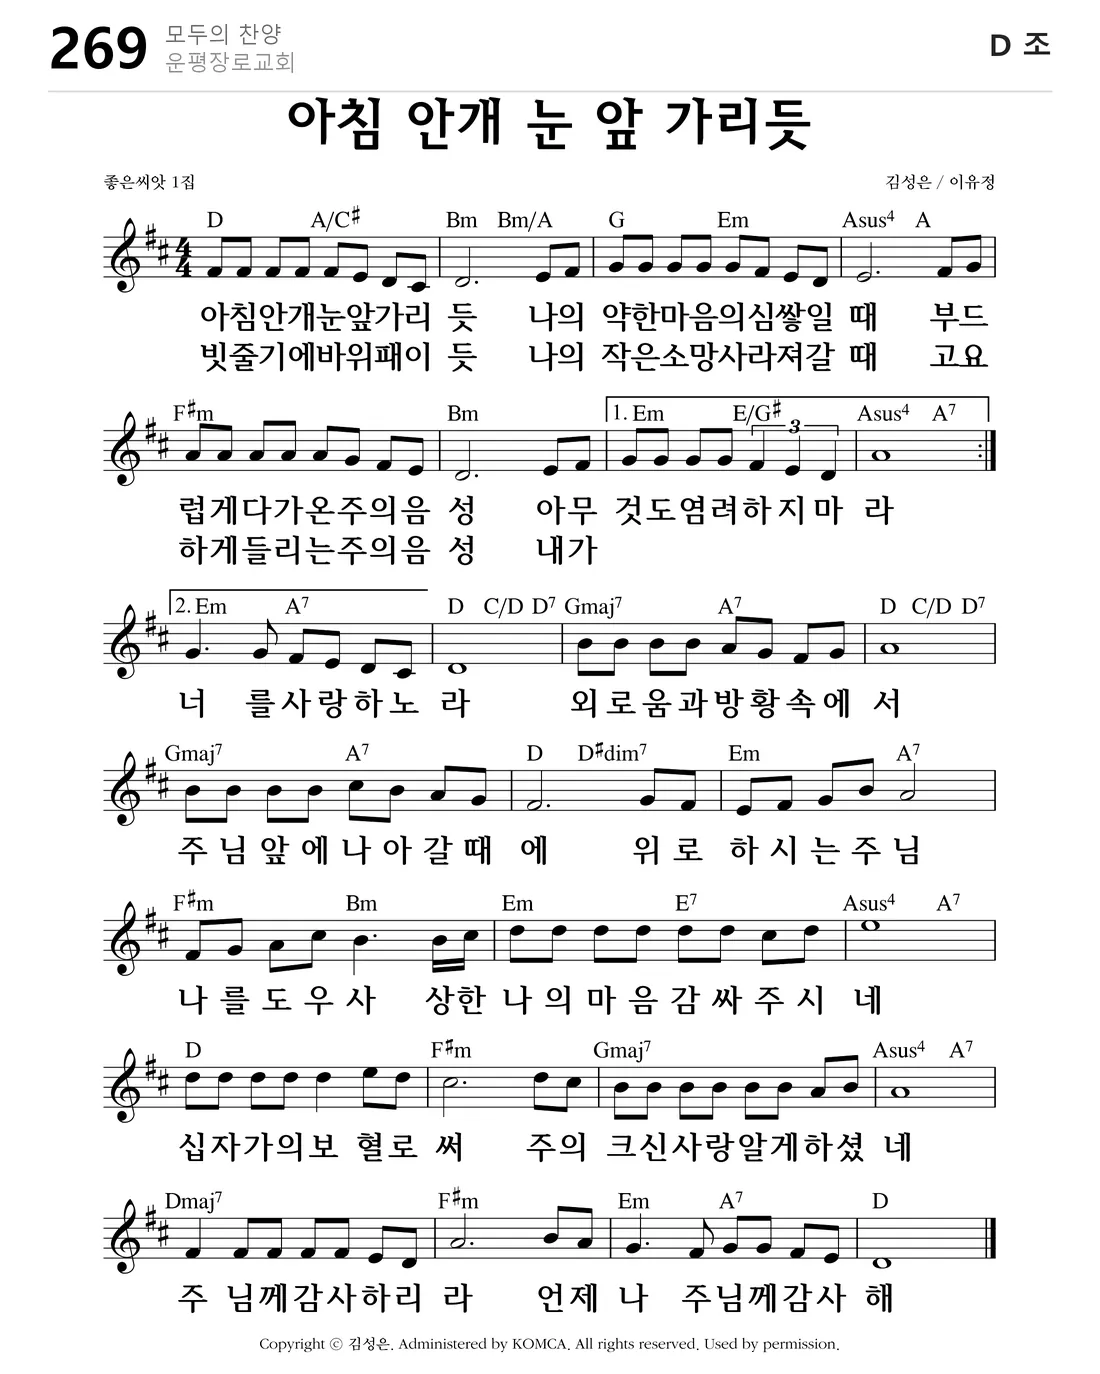 269 모두의 찬양
운평장로교회
D 조
아침 안개 눈 앞 가리듯
좋은씨앗 1집
김성은 / 이유정
D A/C♯ Bm Bm/A G Em Asus4 A
4/4
아침안개눈앞가리 듯 나의 약한마음의심쌓일 때 부드
빗줄기에바위패이 듯 나의 작은소망사라져갈 때 고요
F♯m Bm 1. Em E/G♯ 3 Asus4 A7
럽게다가온주의음 성 아무 것도염려하지마 라
하게들리는주의음 성 내가
2. Em A7 D C/D D7 Gmaj7 A7 D C/D D7
너 를사랑하노 라 외로움과방황속에 서
Gmaj7 A7 D D♯dim7 Em A7
주님앞에나아갈때 에 위로 하시는주님
F♯m Bm Em E7 Asus4 A7
나를도우사 상한 나의마음감싸주시 네
D F♯m Gmaj7 Asus4 A7
십자가의보 혈로 써 주의 크신사랑알게하셨 네
Dmaj7 F♯m Em A7 D
주 님께감사하리 라 언제 나 주님께감사 해
Copyright ⓒ 김성은. Administered by KOMCA. All rights reserved. Used by permission.